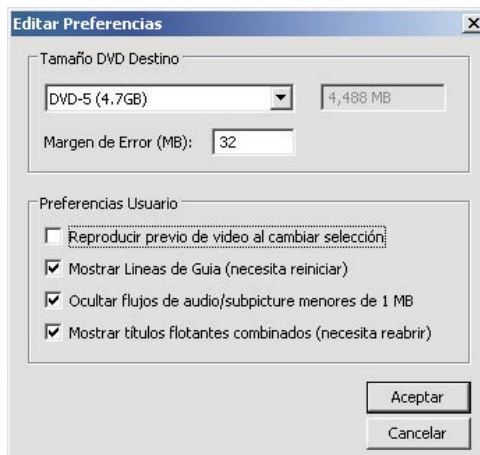 Editar Preferencias
Tamaño DVD Destino
DVD-5 (4.7GB) 4,488 MB
Margen de Error (MB): 32
Preferencias Usuario
Reproducir previo de video al cambiar selección
Mostrar Lineas de Guia (necesita reiniciar)
Ocultar flujos de audio/subpicture menores de 1 MB
Mostrar títulos flotantes combinados (necesita reabrir)
Aceptar
Cancelar